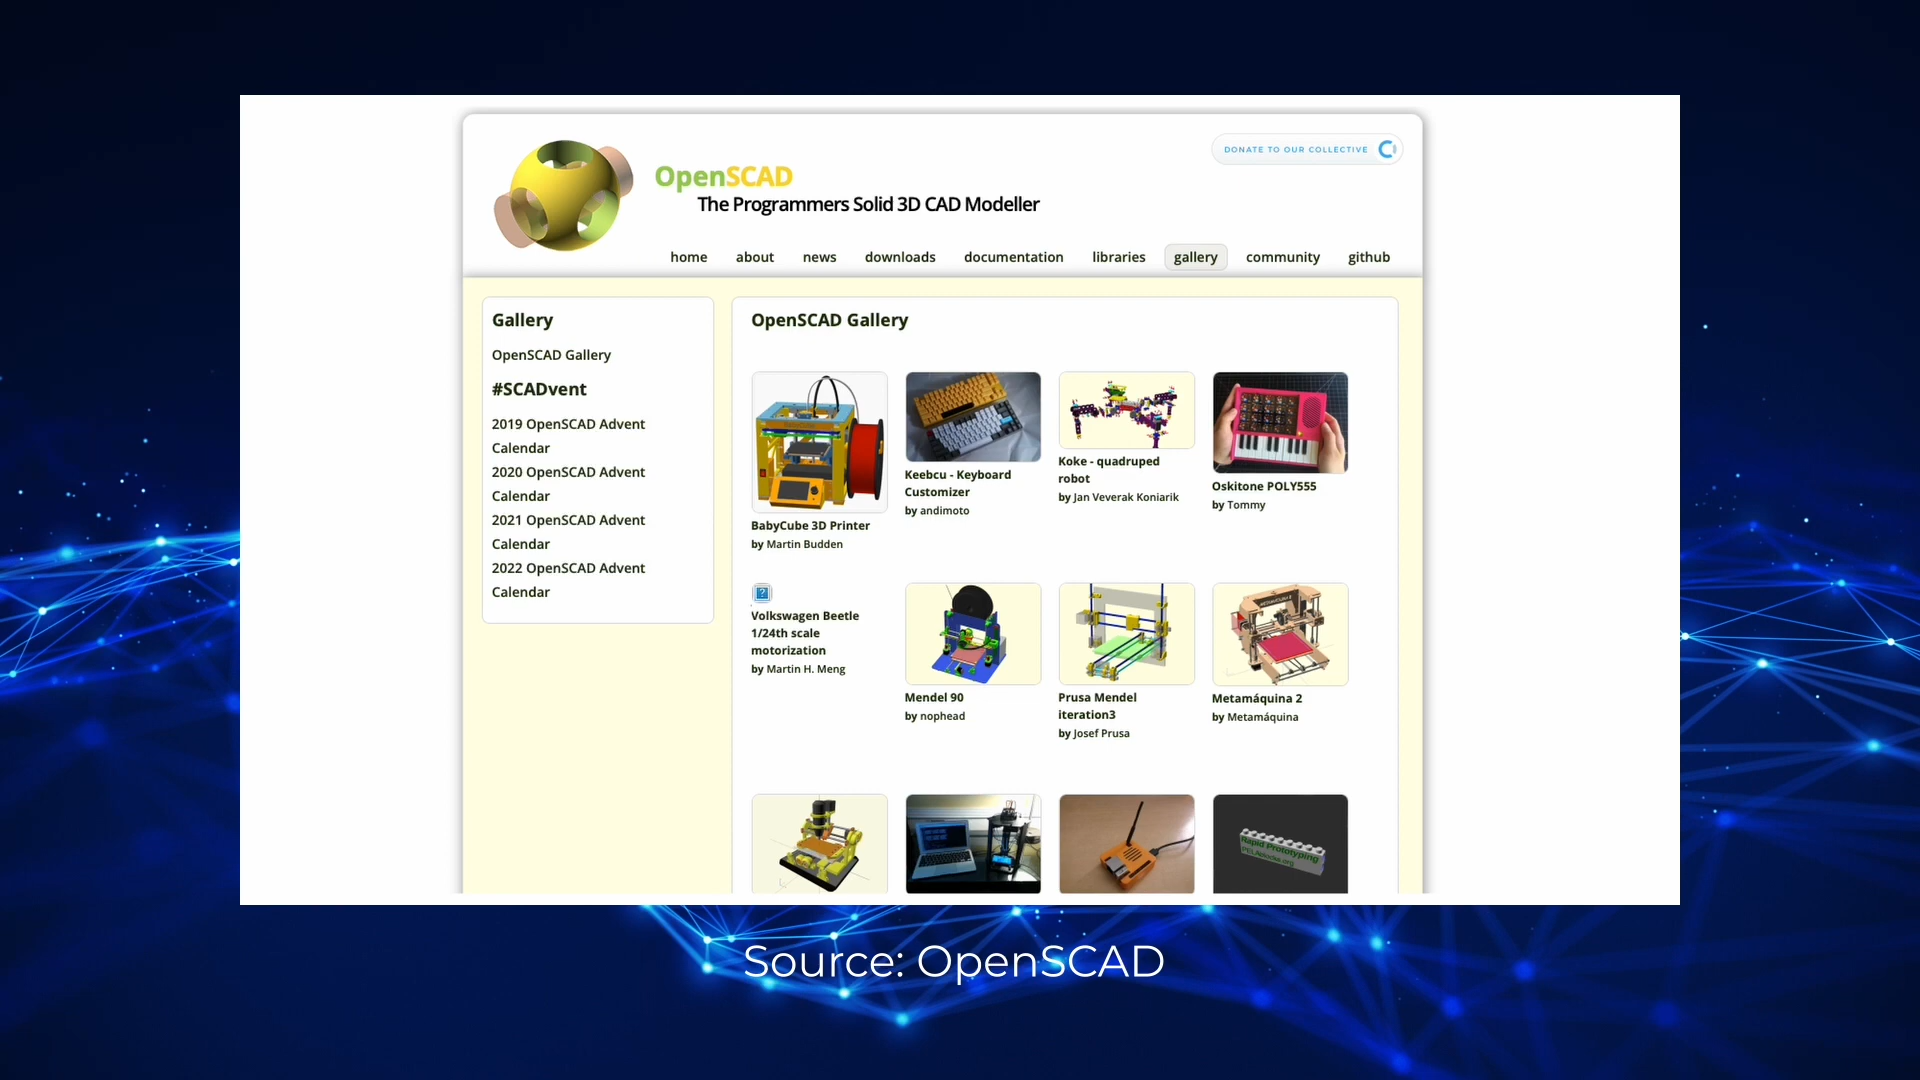 DONATE TO OUR COLLECTIVE
OpenSCAD
The Programmers Solid 3D CAD Modeller
home about news downloads documentation libraries gallery community github
Gallery
OpenSCAD Gallery
#SCADvent
2019 OpenSCAD Advent
Calendar
2020 OpenSCAD Advent
Calendar
2021 OpenSCAD Advent
Calendar
2022 OpenSCAD Advent
Calendar
OpenSCAD Gallery
BabyCube 3D Printer
by Martin Budden
Keebcu - Keyboard
Customizer
by andimoto
Koke - quadruped
robot
by Jan Veverak Koniarik
Oskitone POLY555
by Tommy
?
Volkswagen Beetle
1/24th scale
motorization
by Martin H. Meng
Mendel 90
by nophead
Prusa Mendel
iteration3
by Josef Prusa
Metamáquina 2
by Metamáquina
Rapid Prototyping
PELAblocks.org
Source: OpenSCAD